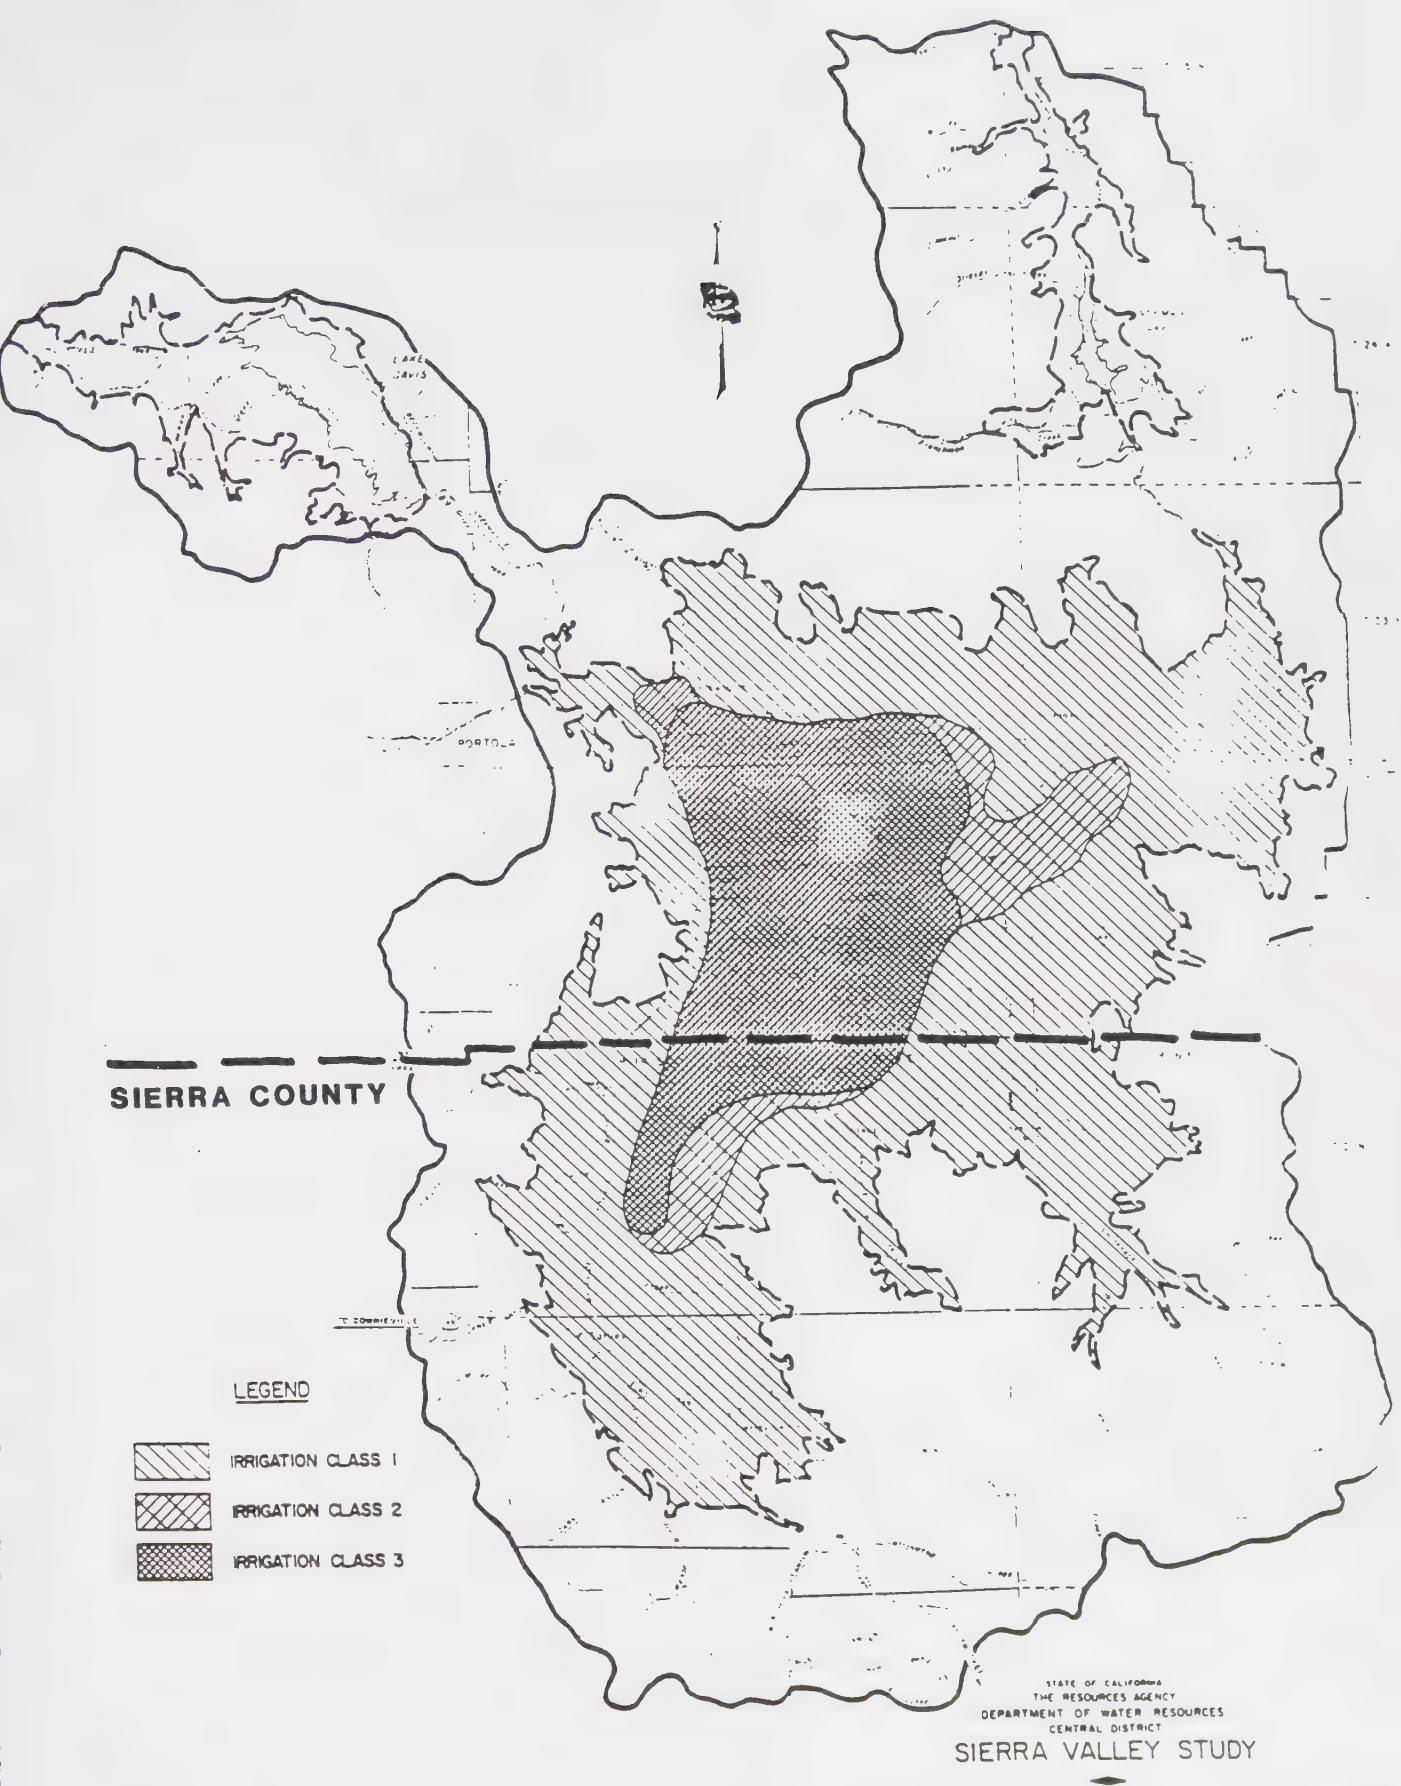 LAKE
DAVIS
PORTOLA
SIERRA COUNTY
LEGEND
IRRIGATION CLASS 1
IRRIGATION CLASS 2
IRRIGATION CLASS 3
STATE OF CALIFORNIA
THE RESOURCES AGENCY
DEPARTMENT OF WATER RESOURCES
CENTRAL DISTRICT
SIERRA VALLEY STUDY